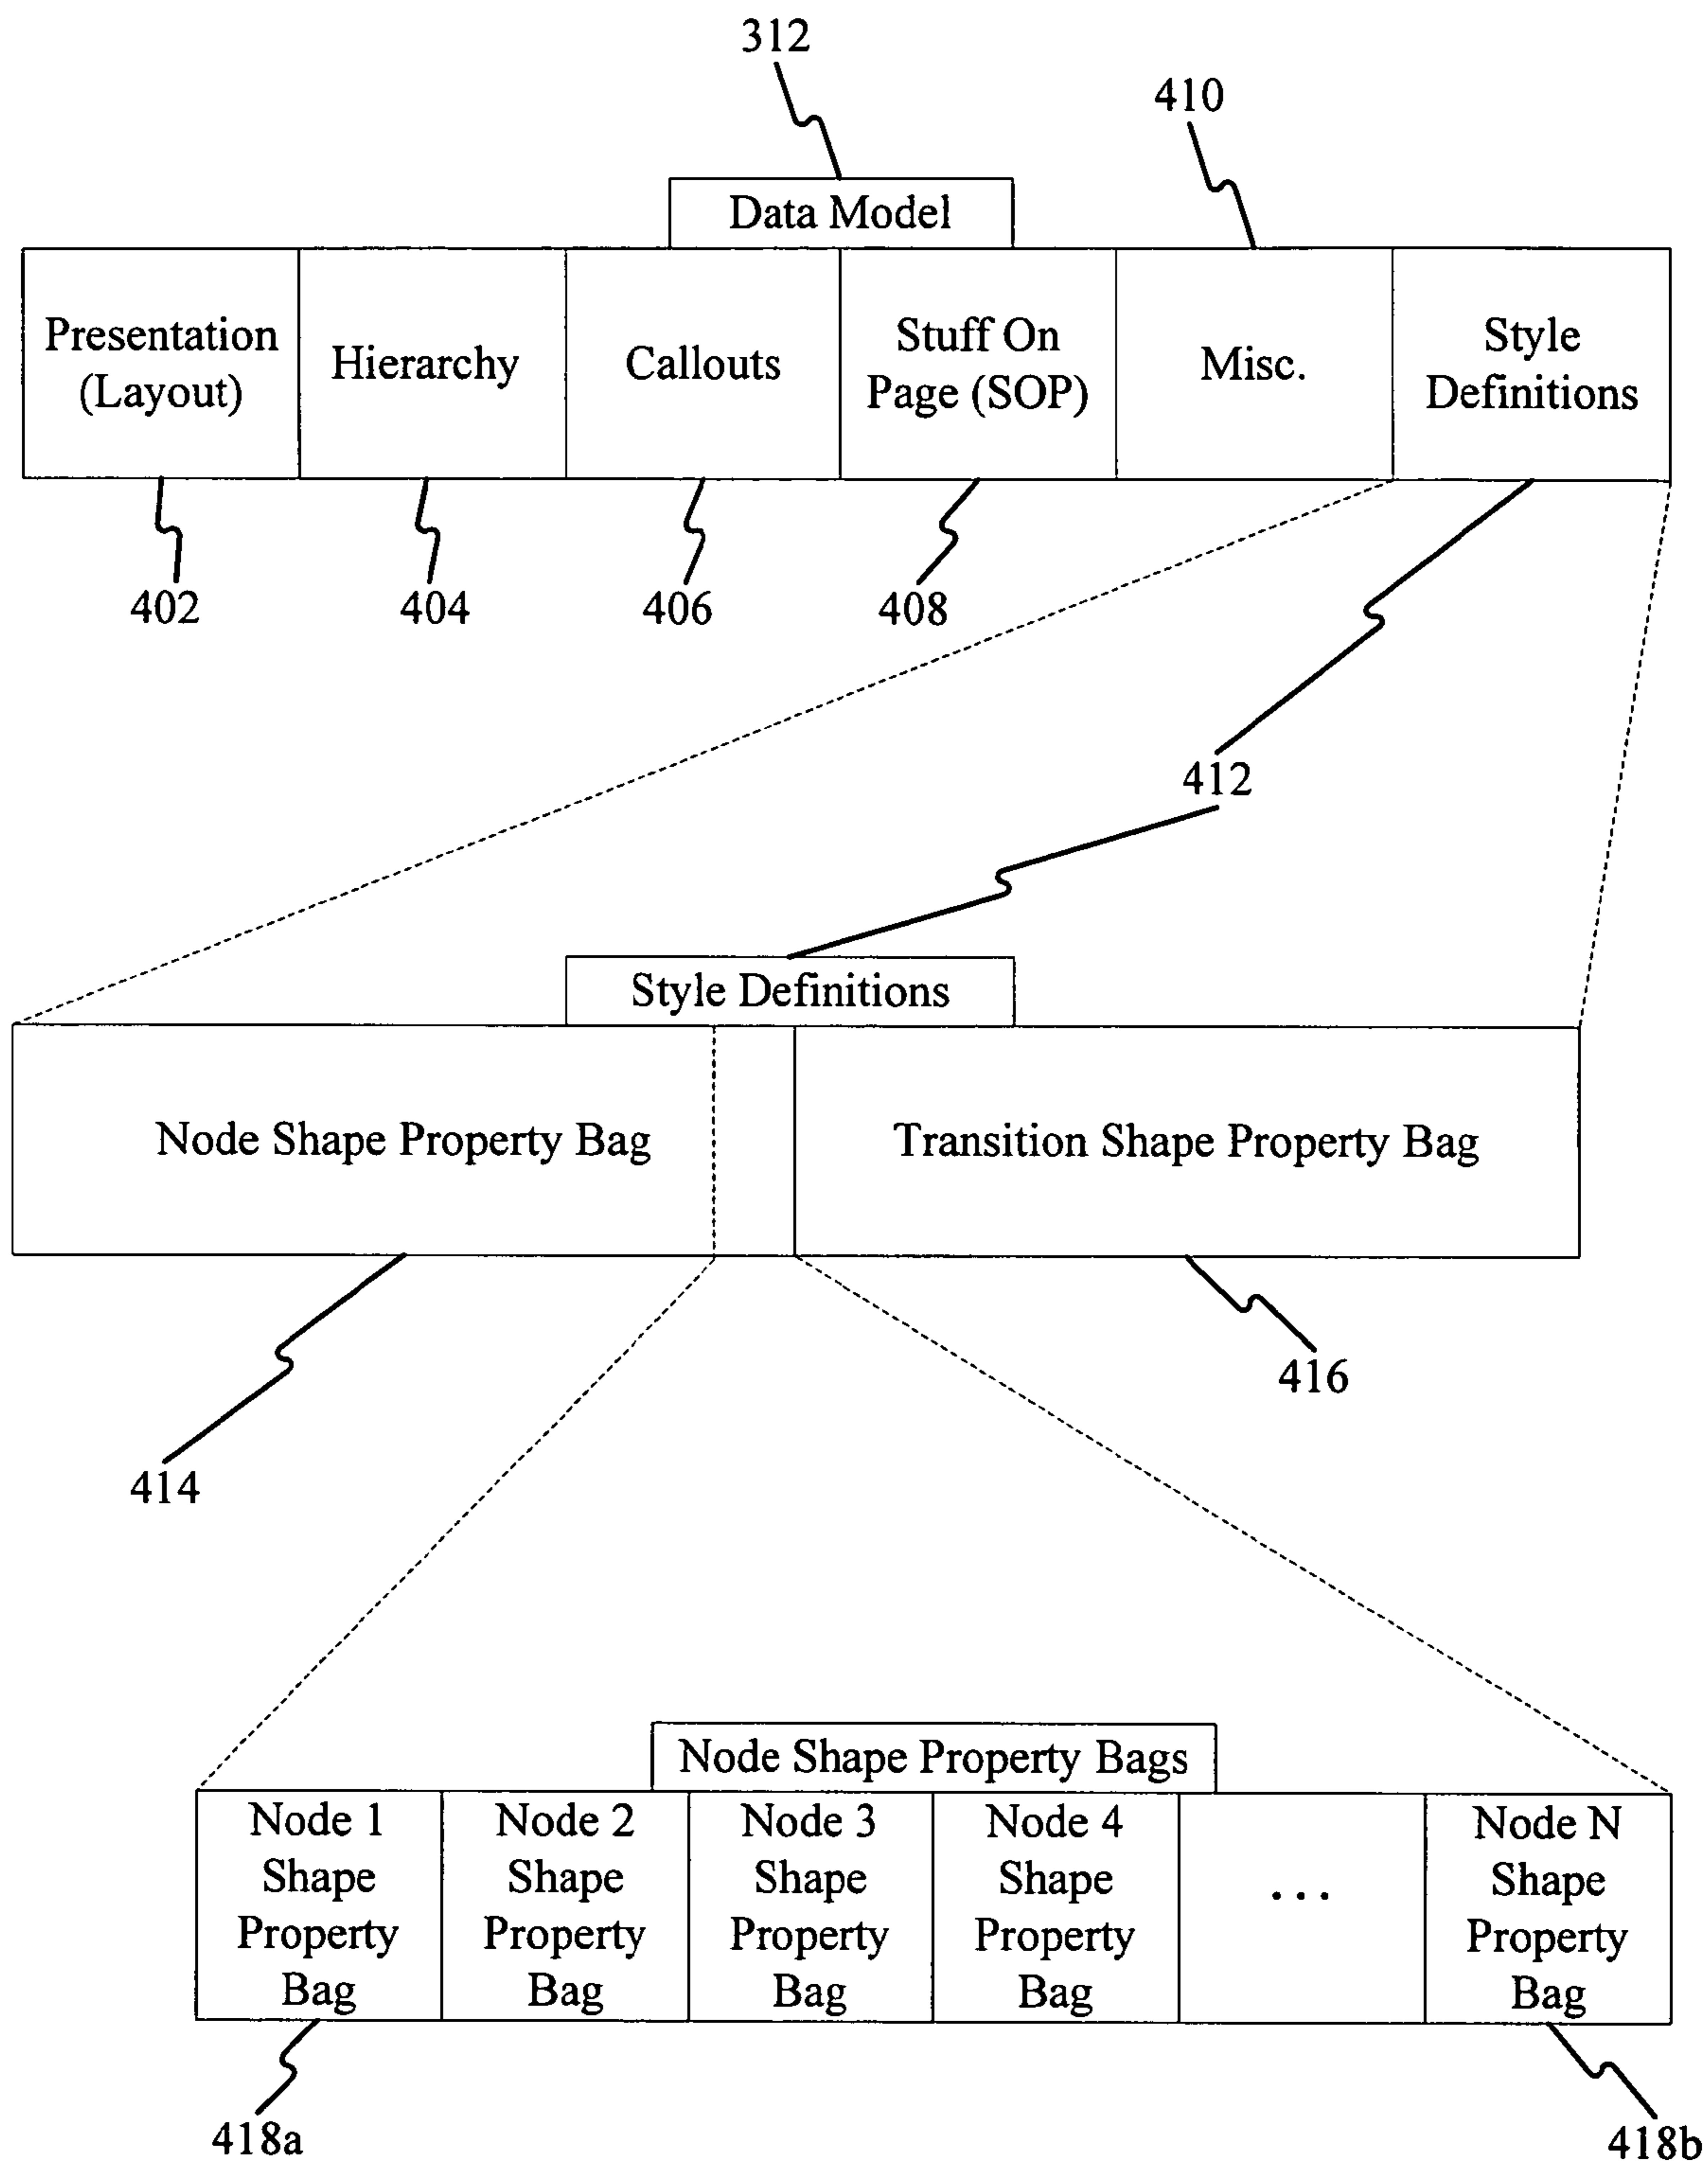 312
410
Data Model
Presentation
(Layout)
Hierarchy
Callouts
Stuff On
Page (SOP)
Misc.
Style
Definitions
402
404
406
408
412
Style Definitions
Node Shape Property Bag
Transition Shape Property Bag
416
414
Node Shape Property Bags
Node 1
Shape
Property
Bag
Node 2
Shape
Property
Bag
Node 3
Shape
Property
Bag
Node 4
Shape
Property
Bag
...
Node N
Shape
Property
Bag
418a
418b